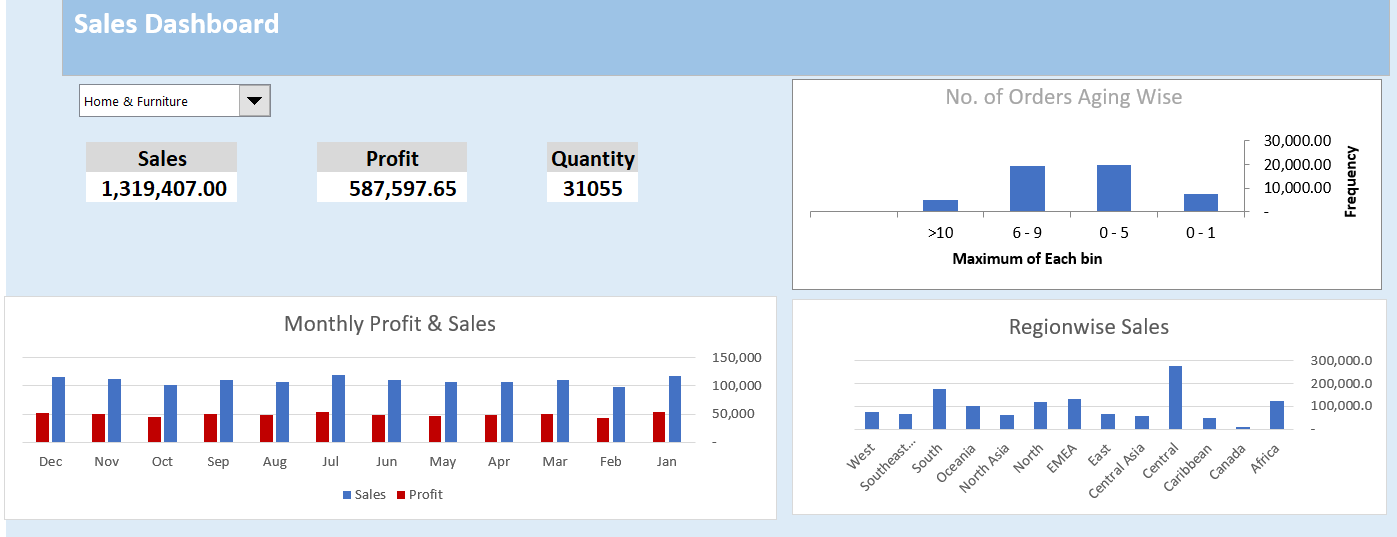 Sales Dashboard
Home & Furniture
Sales
1,319,407.00
Profit
587,597.65
Quantity
31055
No. of Orders Aging Wise
30,000.00
20,000.00
10,000.00
-
Frequency
>10 6 - 9 0 - 5 0 - 1
Maximum of Each bin
Monthly Profit & Sales
150,000
100,000
50,000
-
Dec Nov Oct Sep Aug Jul Jun May Apr Mar Feb Jan
Sales Profit
Regionwise Sales
300,000.0
200,000.0
100,000.0
-
West
Southeast...
South
Oceania
North Asia
North
EMEA
East
Central Asia
Central
Caribbean
Canada
Africa